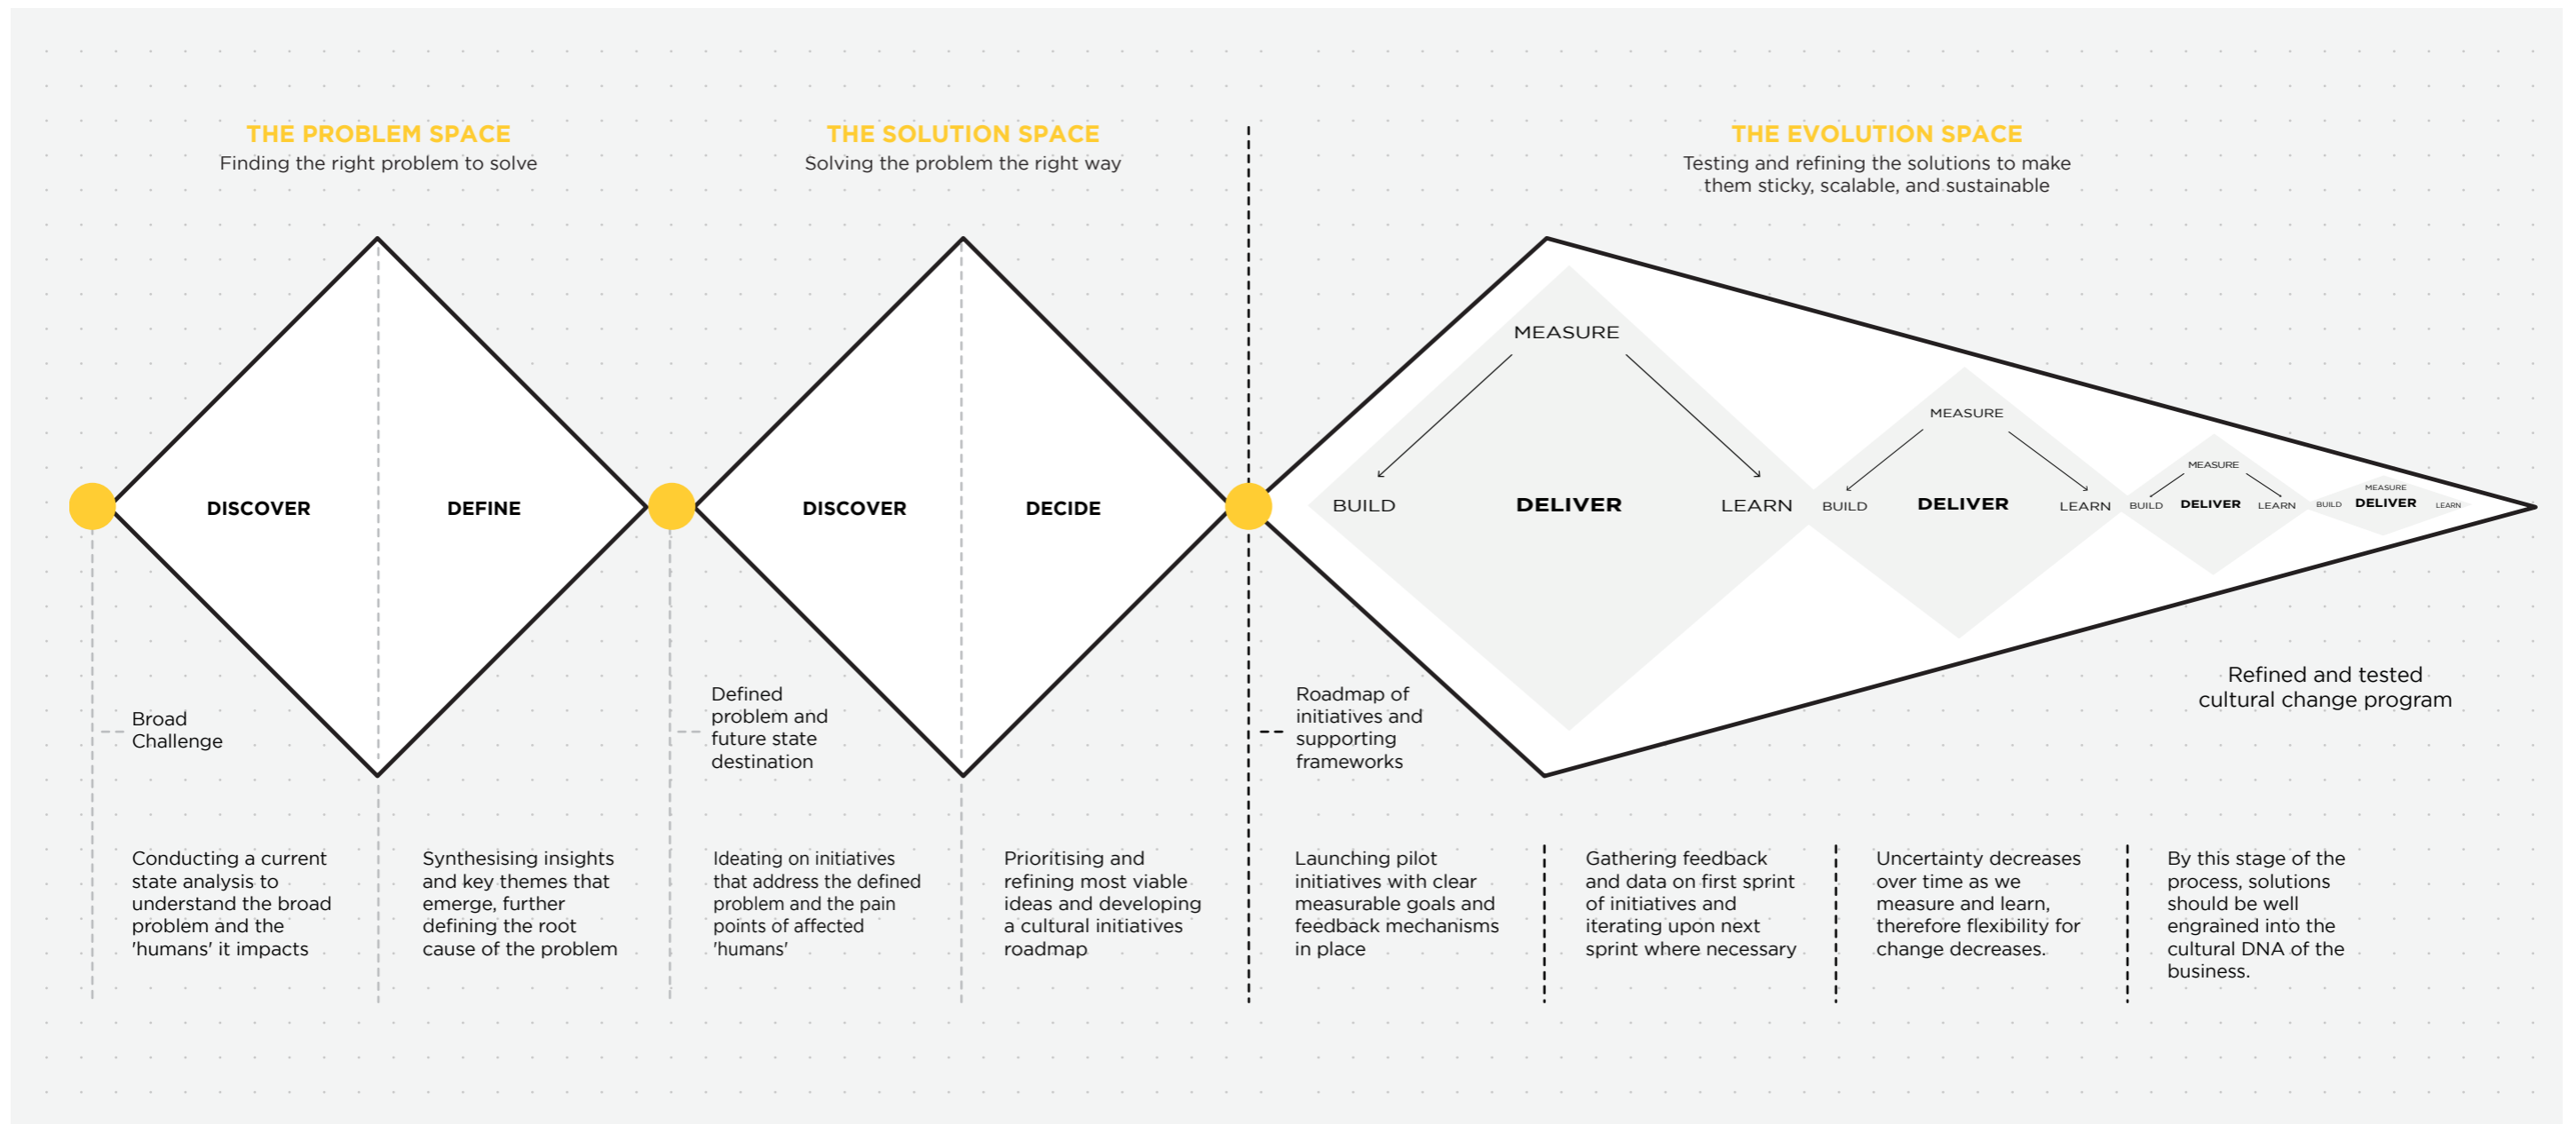 THE PROBLEM SPACE
Finding the right problem to solve
THE SOLUTION SPACE
Solving the problem the right way
THE EVOLUTION SPACE
Testing and refining the solutions to make
them sticky, scalable, and sustainable
DISCOVER
DEFINE
DISCOVER
DECIDE
MEASURE
BUILD
DELIVER
LEARN
MEASURE
BUILD
DELIVER
LEARN
MEASURE
BUILD
DELIVER
LEARN
MEASURE
BUILD
DELIVER
LEARN
Broad
Challenge
Defined
problem and
future state
destination
Roadmap of
initiatives and
supporting
frameworks
Refined and tested
cultural change program
Conducting a current
state analysis to
understand the broad
problem and the
'humans' it impacts
Synthesising insights
and key themes that
emerge, further
defining the root
cause of the problem
Ideating on initiatives
that address the defined
problem and the pain
points of affected
'humans'
Prioritising and
refining most viable
ideas and developing
a cultural initiatives
roadmap
Launching pilot
initiatives with clear
measurable goals and
feedback mechanisms
in place
Gathering feedback
and data on first sprint
of initiatives and
iterating upon next
sprint where necessary
Uncertainty decreases
over time as we
measure and learn,
therefore flexibility for
change decreases.
By this stage of the
process, solutions
should be well
engrained into the
cultural DNA of the
business.